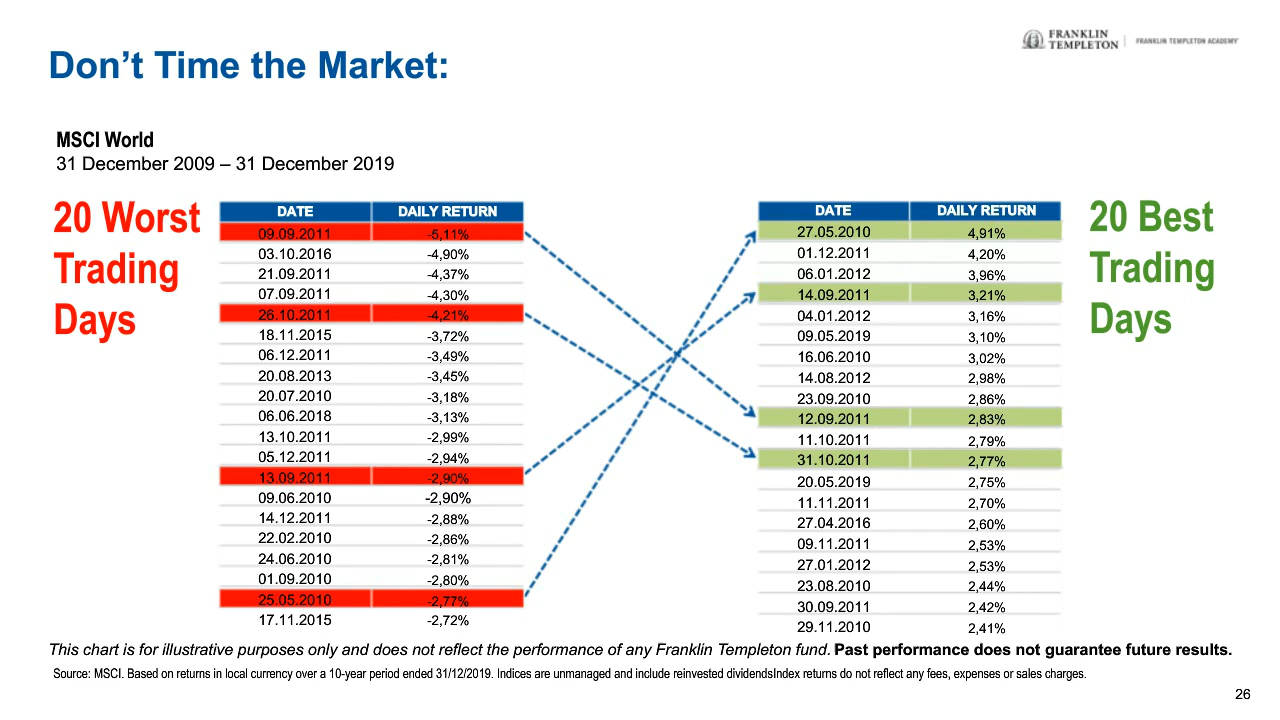 FRANKLIN
TEMPLETON
FRANKLIN TEMPLETON ACADEMY
Don’t Time the Market:
MSCI World
31 December 2009 – 31 December 2019
20 Worst
Trading
Days
DATE DAILY RETURN
09.09.2011 -5,11%
03.10.2016 -4,90%
21.09.2011 -4,37%
07.09.2011 -4,30%
26.10.2011 -4,21%
18.11.2015 -3,72%
06.12.2011 -3,49%
20.08.2013 -3,45%
20.07.2010 -3,18%
06.06.2018 -3,13%
13.10.2011 -2,99%
05.12.2011 -2,94%
13.09.2011 -2,90%
09.06.2010 -2,90%
14.12.2011 -2,88%
22.02.2010 -2,86%
24.06.2010 -2,81%
01.09.2010 -2,80%
25.05.2010 -2,77%
17.11.2015 -2,72%
DATE DAILY RETURN
27.05.2010 4,91%
01.12.2011 4,20%
06.01.2012 3,96%
14.09.2011 3,21%
04.01.2012 3,16%
09.05.2019 3,10%
16.06.2010 3,02%
14.08.2012 2,98%
23.09.2010 2,86%
12.09.2011 2,83%
11.10.2011 2,79%
31.10.2011 2,77%
20.05.2019 2,75%
11.11.2011 2,70%
27.04.2016 2,60%
09.11.2011 2,53%
27.01.2012 2,53%
23.08.2010 2,44%
30.09.2011 2,42%
29.11.2010 2,41%
20 Best
Trading
Days
This chart is for illustrative purposes only and does not reflect the performance of any Franklin Templeton fund. Past performance does not guarantee future results.
Source: MSCI. Based on returns in local currency over a 10-year period ended 31/12/2019. Indices are unmanaged and include reinvested dividendsIndex returns do not reflect any fees, expenses or sales charges.
26